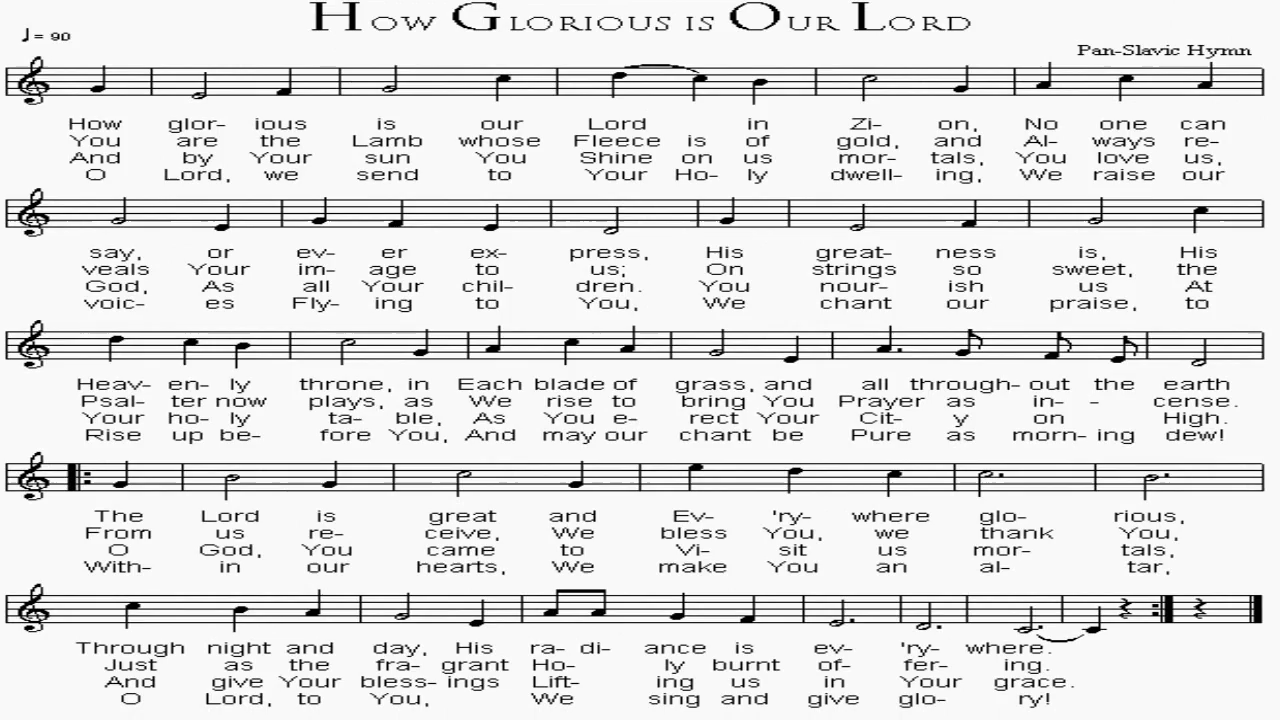 How Glorious is Our Lord
♩ = 90
Pan-Slavic Hymn
How glor- ious is our Lord in Zi- on, No one can
You are the Lamb whose Fleece is of gold, and Al- ways re-
And by Your sun You Shine on us mor- tals, You love us,
O Lord, we send to Your Ho- ly dwell- ing, We raise our
say, or ev- er ex- press, His great- ness is, His
veals Your im- age to us; On strings so sweet, the
God, As all Your chil- dren. You nour- ish us At
voic- es Fly- ing to You, We chant our praise, to
Heav- en- ly throne, in Each blade of grass, and all through- out the earth
Psal- ter now plays, as We rise to bring You Prayer as in- - cense.
Your ho- ly ta- ble, As You e- rect Your Cit- y on High.
Rise up be- fore You, And may our chant be Pure as morn- ing dew!
The Lord is great and Ev- 'ry- where glo- rious,
From us re- ceive, We bless You, we thank You,
O God, You came to Vi- sit us mor- tals,
With- in our hearts, We make You an al- tar,
Through night and day, His ra- di- ance is ev- 'ry- where.
Just as the fra- grant Ho- ly burnt of- fer- ing.
And give Your bless- ings Lift- ing us in Your grace.
O Lord, to You, We sing and give glo- ry!